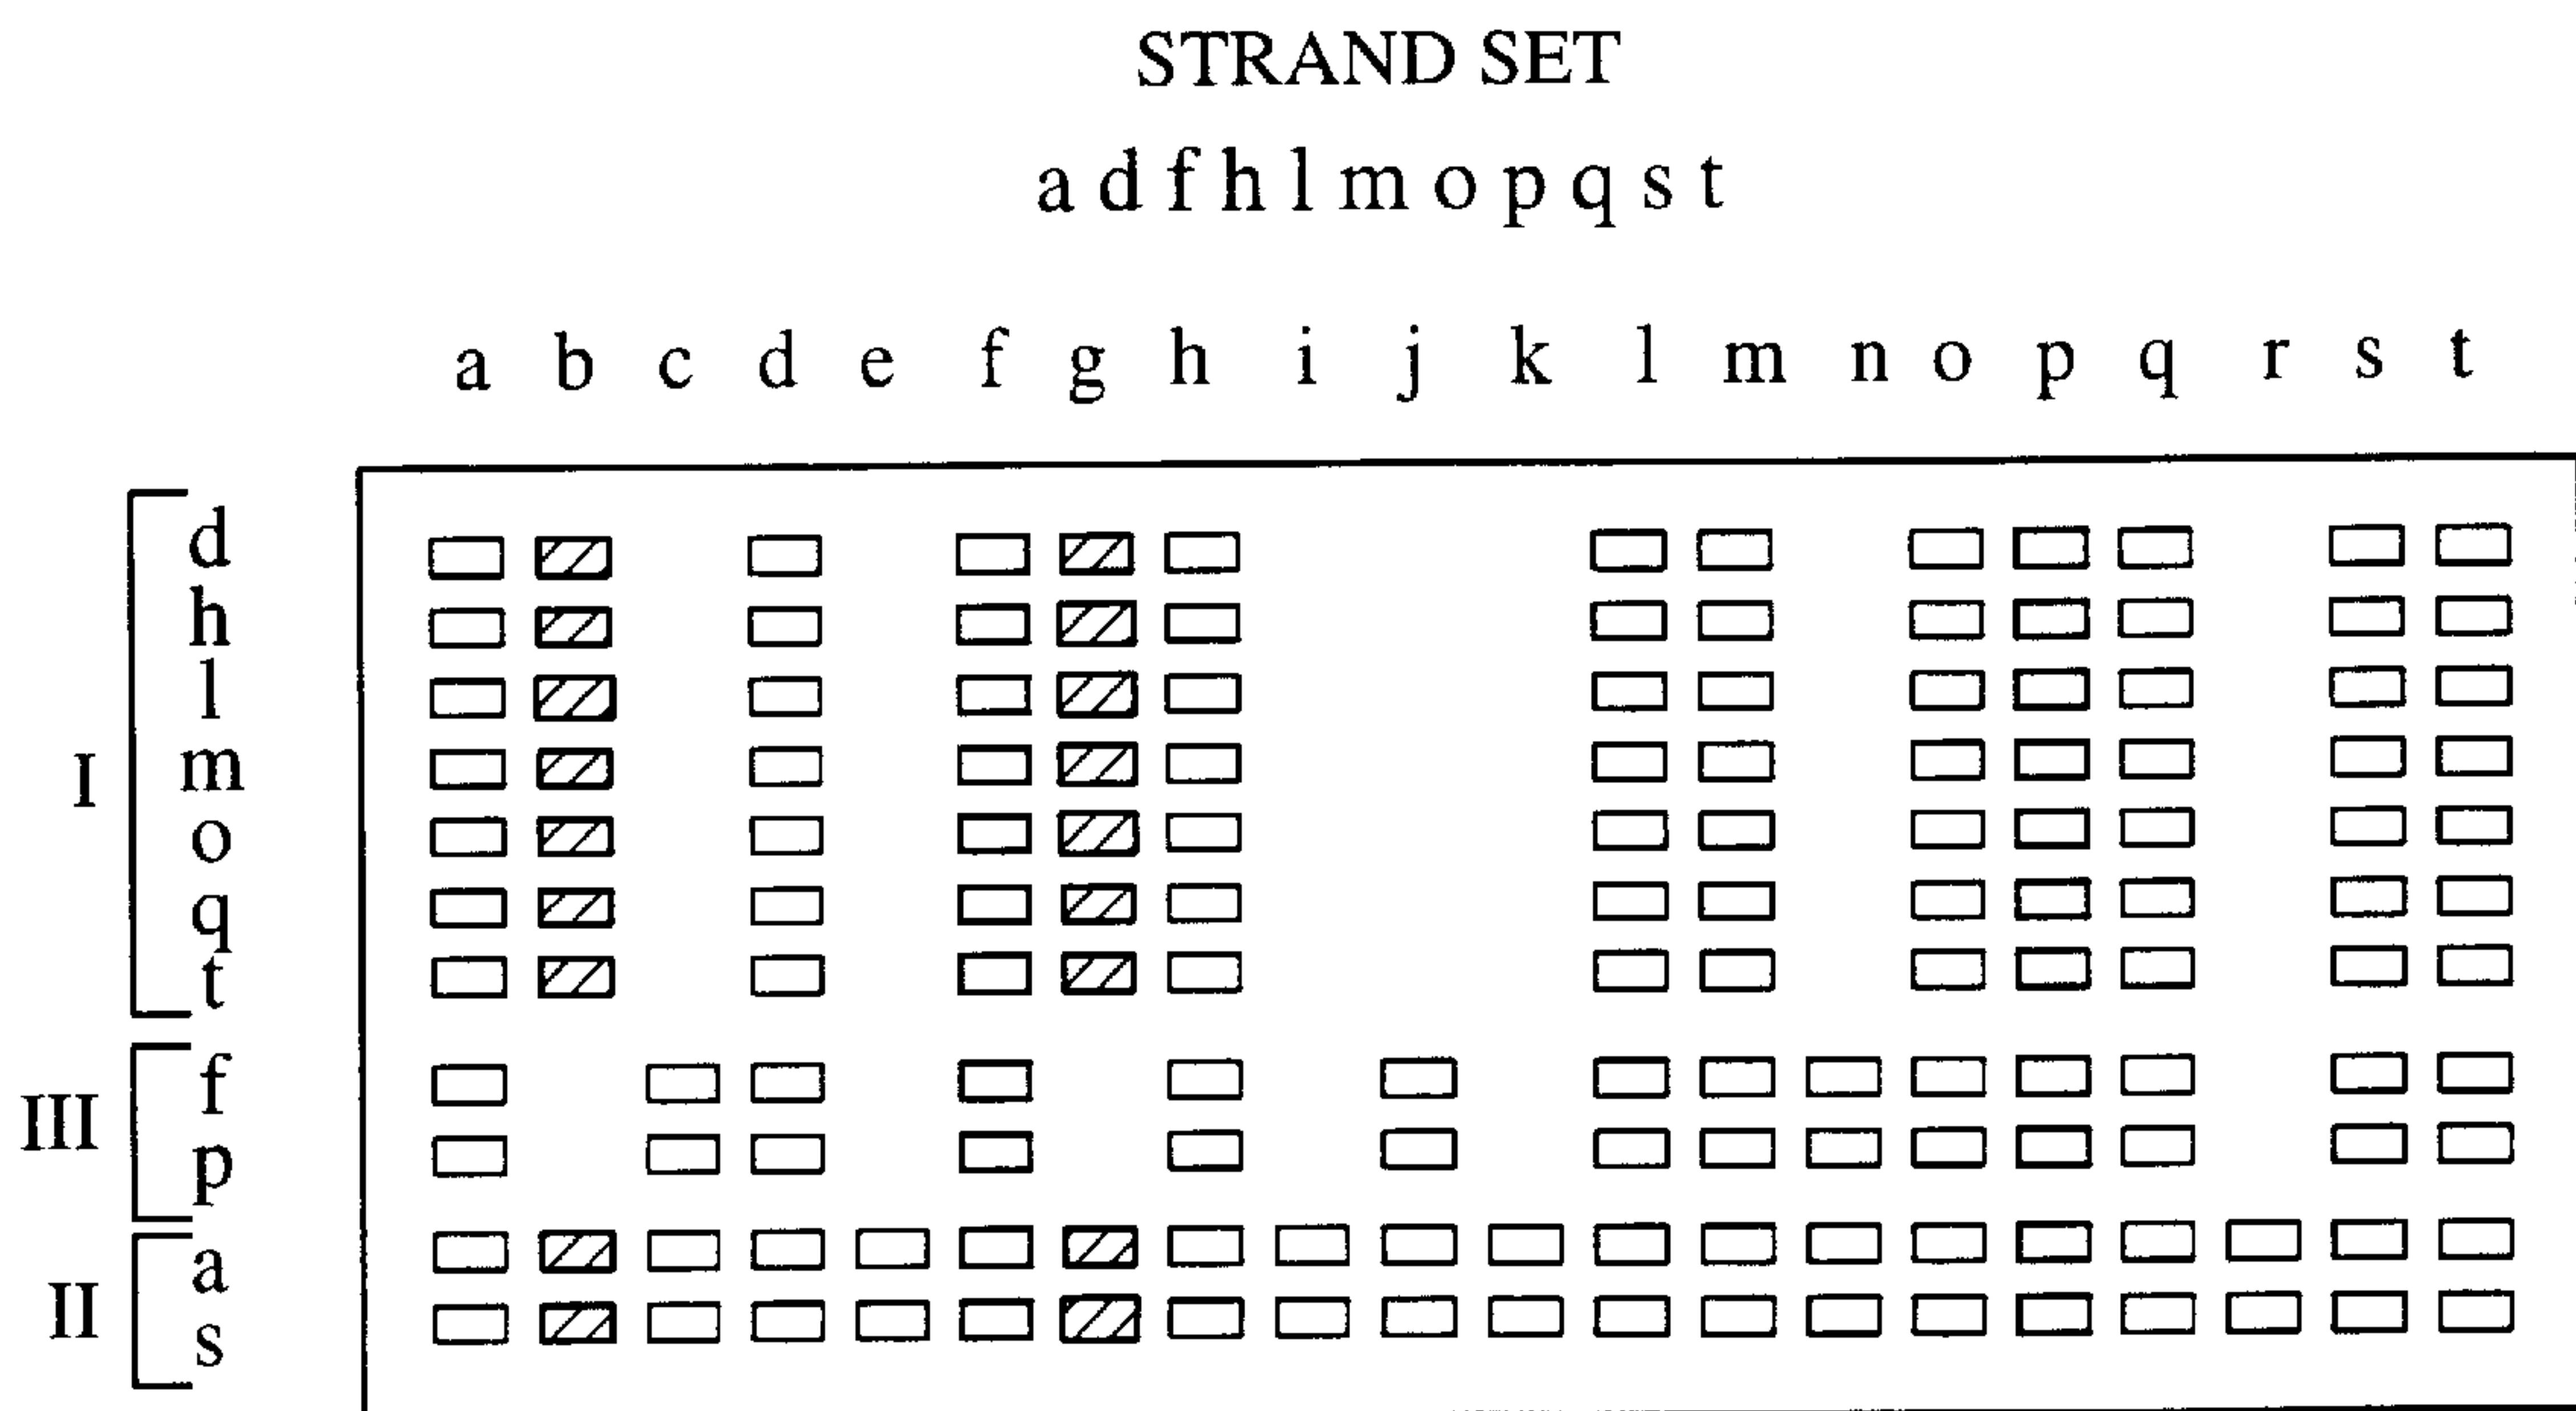 STRAND SET
a d f h l m o p q s t
a b c d e f g h i j k l m n o p q r s t
d
h
l
I m
o
q
t
f
III
p
a
II
s